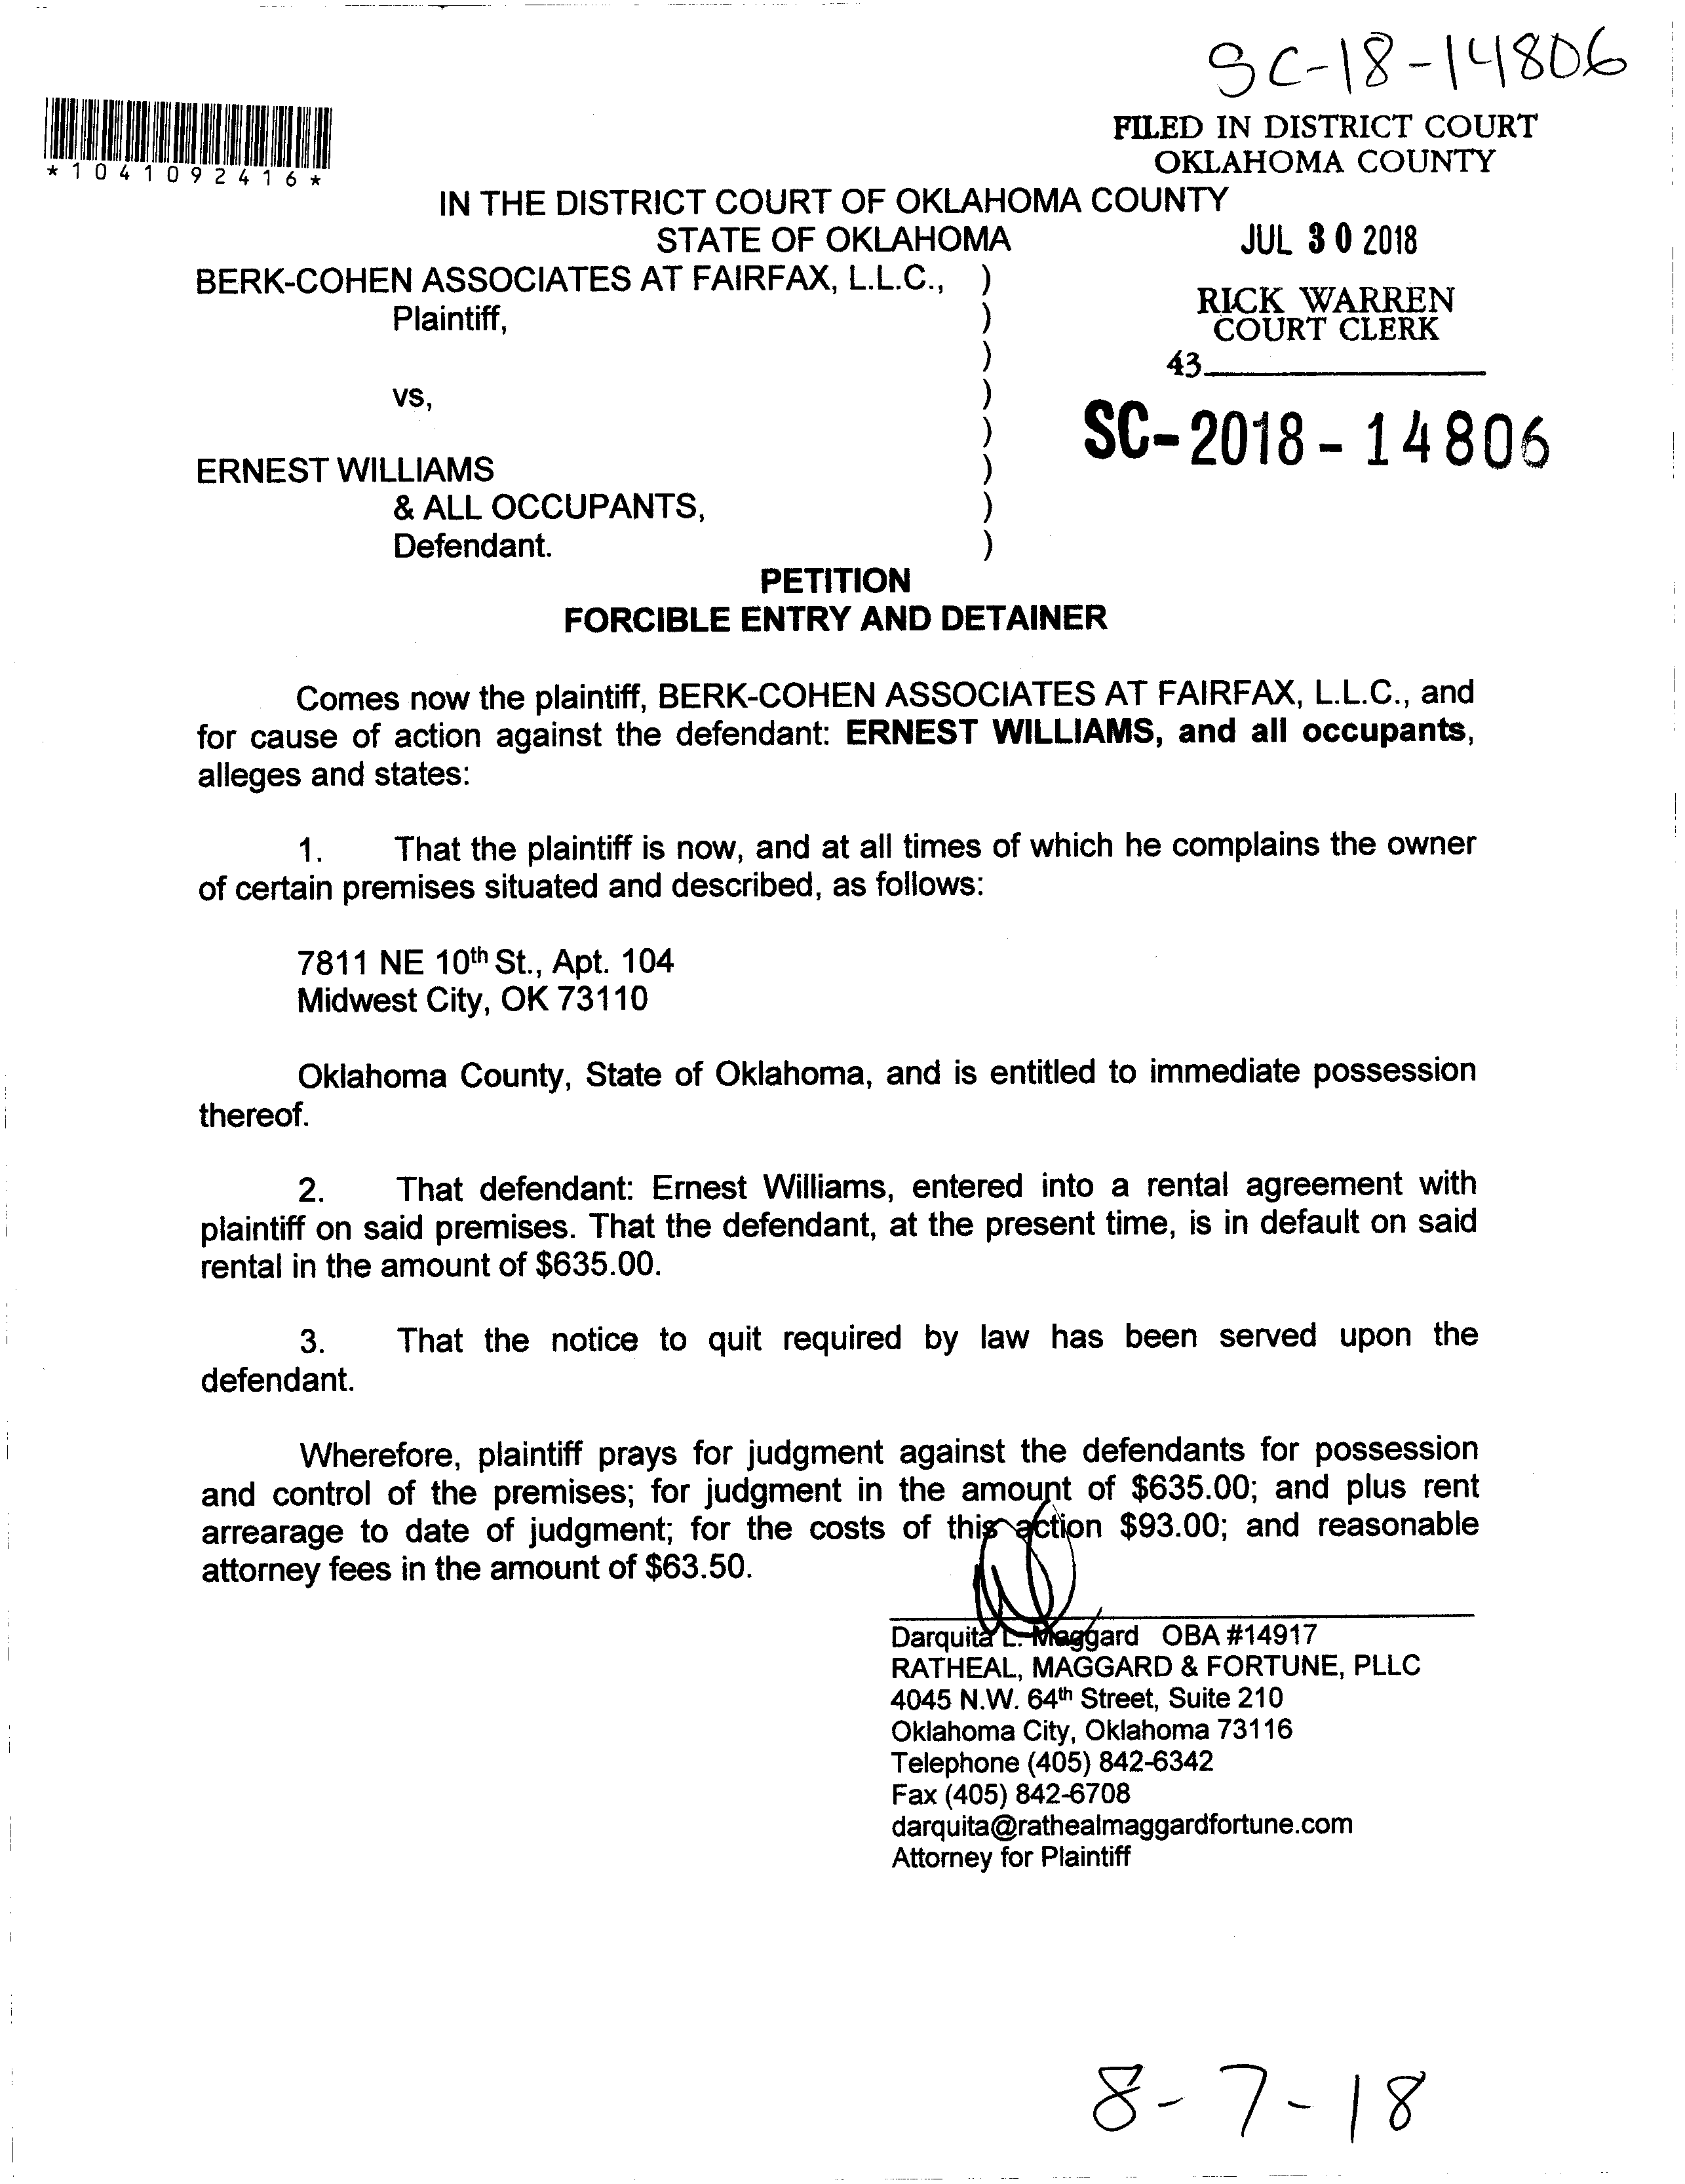 SC-18-14806
FILED IN DISTRICT COURT
OKLAHOMA COUNTY
*1041092416*
IN THE DISTRICT COURT OF OKLAHOMA COUNTY
STATE OF OKLAHOMA
JUL 30 2018
BERK-COHEN ASSOCIATES AT FAIRFAX, L.L.C., )
Plaintiff, )
)
RICK WARREN
COURT CLERK
43
vs, )
)
SC-2018-14806
ERNEST WILLIAMS )
& ALL OCCUPANTS, )
Defendant. )
PETITION
FORCIBLE ENTRY AND DETAINER
Comes now the plaintiff, BERK-COHEN ASSOCIATES AT FAIRFAX, L.L.C., and
for cause of action against the defendant: ERNEST WILLIAMS, and all occupants,
alleges and states:
1. That the plaintiff is now, and at all times of which he complains the owner
of certain premises situated and described, as follows:
7811 NE 10th St., Apt. 104
Midwest City, OK 73110
Oklahoma County, State of Oklahoma, and is entitled to immediate possession
thereof.
2. That defendant: Ernest Williams, entered into a rental agreement with
plaintiff on said premises. That the defendant, at the present time, is in default on said
rental in the amount of $635.00.
3. That the notice to quit required by law has been served upon the
defendant.
Wherefore, plaintiff prays for judgment against the defendants for possession
and control of the premises; for judgment in the amount of $635.00; and plus rent
arrearage to date of judgment; for the costs of this action $93.00; and reasonable
attorney fees in the amount of $63.50.
Darquita L. Maggard OBA #14917
RATHEAL, MAGGARD & FORTUNE, PLLC
4045 N.W. 64th Street, Suite 210
Oklahoma City, Oklahoma 73116
Telephone (405) 842-6342
Fax (405) 842-6708
darquita@rathealmaggardfortune.com
Attorney for Plaintiff
8-7-18